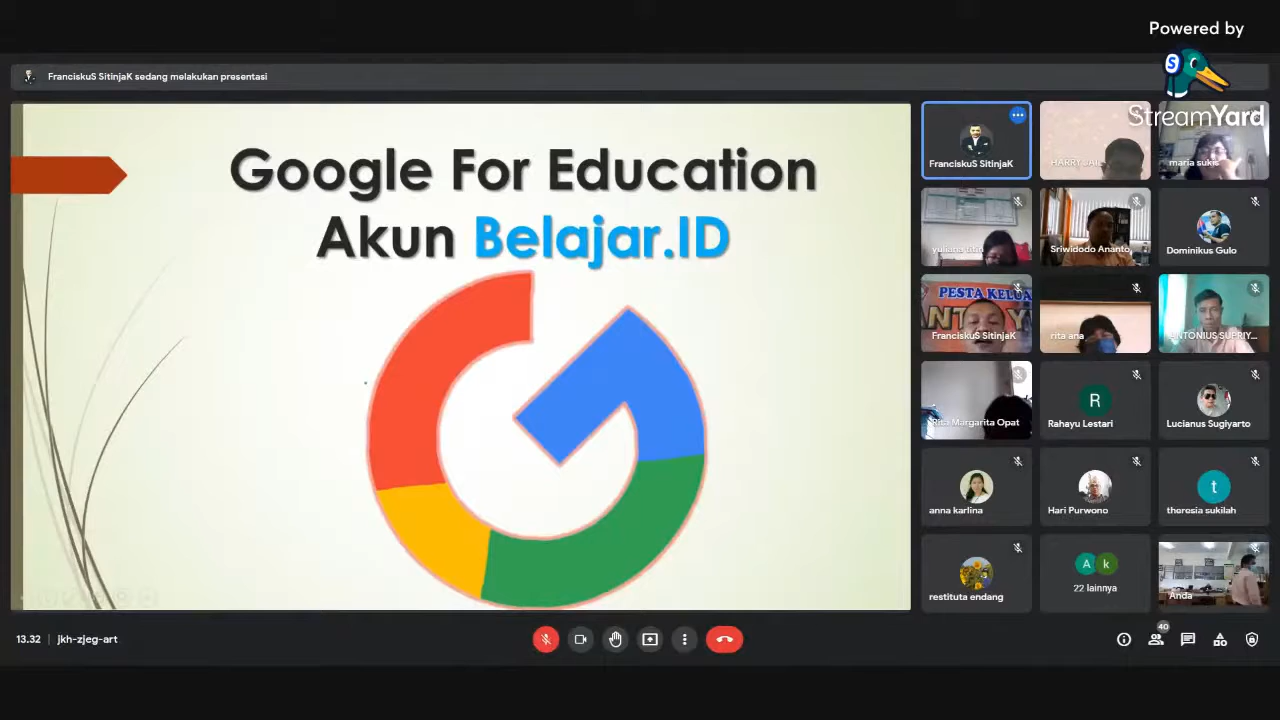 Powered by
StreamYard
FranciskuS SitinjaK sedang melakukan presentasi
Google For Education
Akun Belajar.ID
FranciskuS SitinjaK
maria sukis
Sriwidodo Ananto,
Dominikus Gulo
PESTA KELUA
FranciskuS SitinjaK
rita ana
ANTONIUS SUPRIY...
Rita Margarita Opat
R
Rahayu Lestari
Lucianus Sugiyarto
anna karlina
Hari Purwono
t
theresia sukilah
restituta endang
A k
22 lainnya
Anda
13.32 | jkh-zjeg-art
40